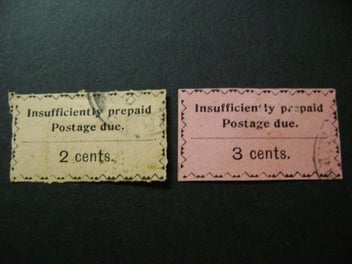 Insufficiently prepaid
Postage due.
2 cents.
Insufficiently prepaid
Postage due.
3 cents.